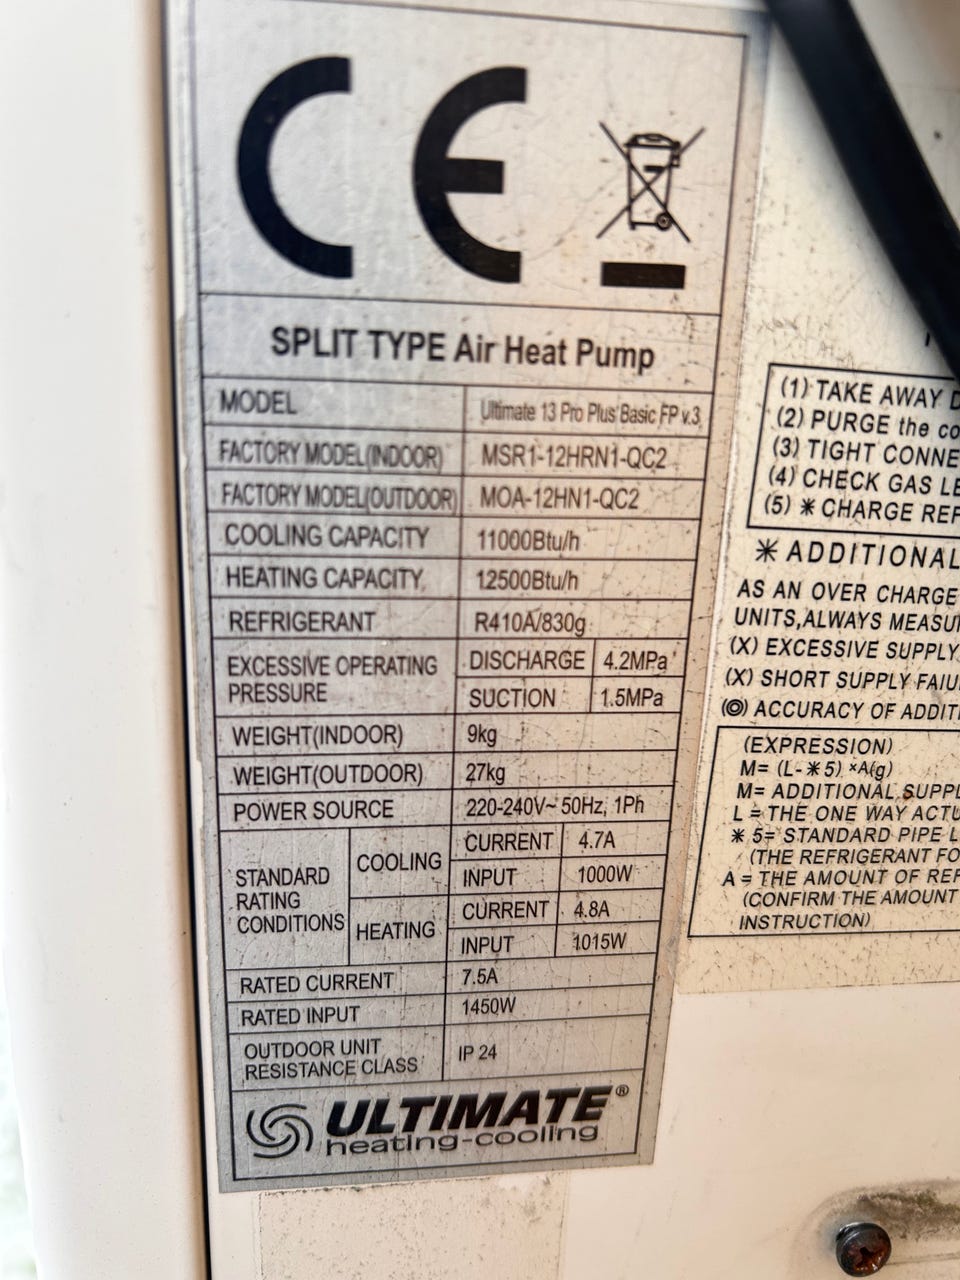 CE
SPLIT TYPE Air Heat Pump
MODEL Ultimate 13 Pro Plus Basic FP v.3
FACTORY MODEL(INDOOR) MSR1-12HRN1-QC2
FACTORY MODEL(OUTDOOR) MOA-12HN1-QC2
COOLING CAPACITY 11000Btu/h
HEATING CAPACITY 12500Btu/h
REFRIGERANT R410A/830g
EXCESSIVE OPERATING
PRESSURE
DISCHARGE 4.2MPa
SUCTION 1.5MPa
WEIGHT(INDOOR) 9kg
WEIGHT(OUTDOOR) 27kg
POWER SOURCE 220-240V~ 50Hz, 1Ph
STANDARD
RATING
CONDITIONS
COOLING
CURRENT 4.7A
INPUT 1000W
HEATING
CURRENT 4.8A
INPUT 1015W
RATED CURRENT 7.5A
RATED INPUT 1450W
OUTDOOR UNIT
RESISTANCE CLASS
IP 24
ULTIMATE®
heating-cooling
(1) TAKE AWAY
(2) PURGE the
(3) TIGHT
(4) CHECK GAS
(5) * CHARGE
* ADDITIONAL
AS AN OVER CHARGE
UNITS,ALWAYS
(X) EXCESSIVE SUPPLY
(X) SHORT SUPPLY
(◎) ACCURACY OF
(EXPRESSION)
M= (L-*5) ×A(g)
M= ADDITIONAL
L = THE ONE WAY
* 5= STANDARD PIPE
(THE REFRIGERANT
A = THE AMOUNT OF
(CONFIRM THE AMOUNT
INSTRUCTION)